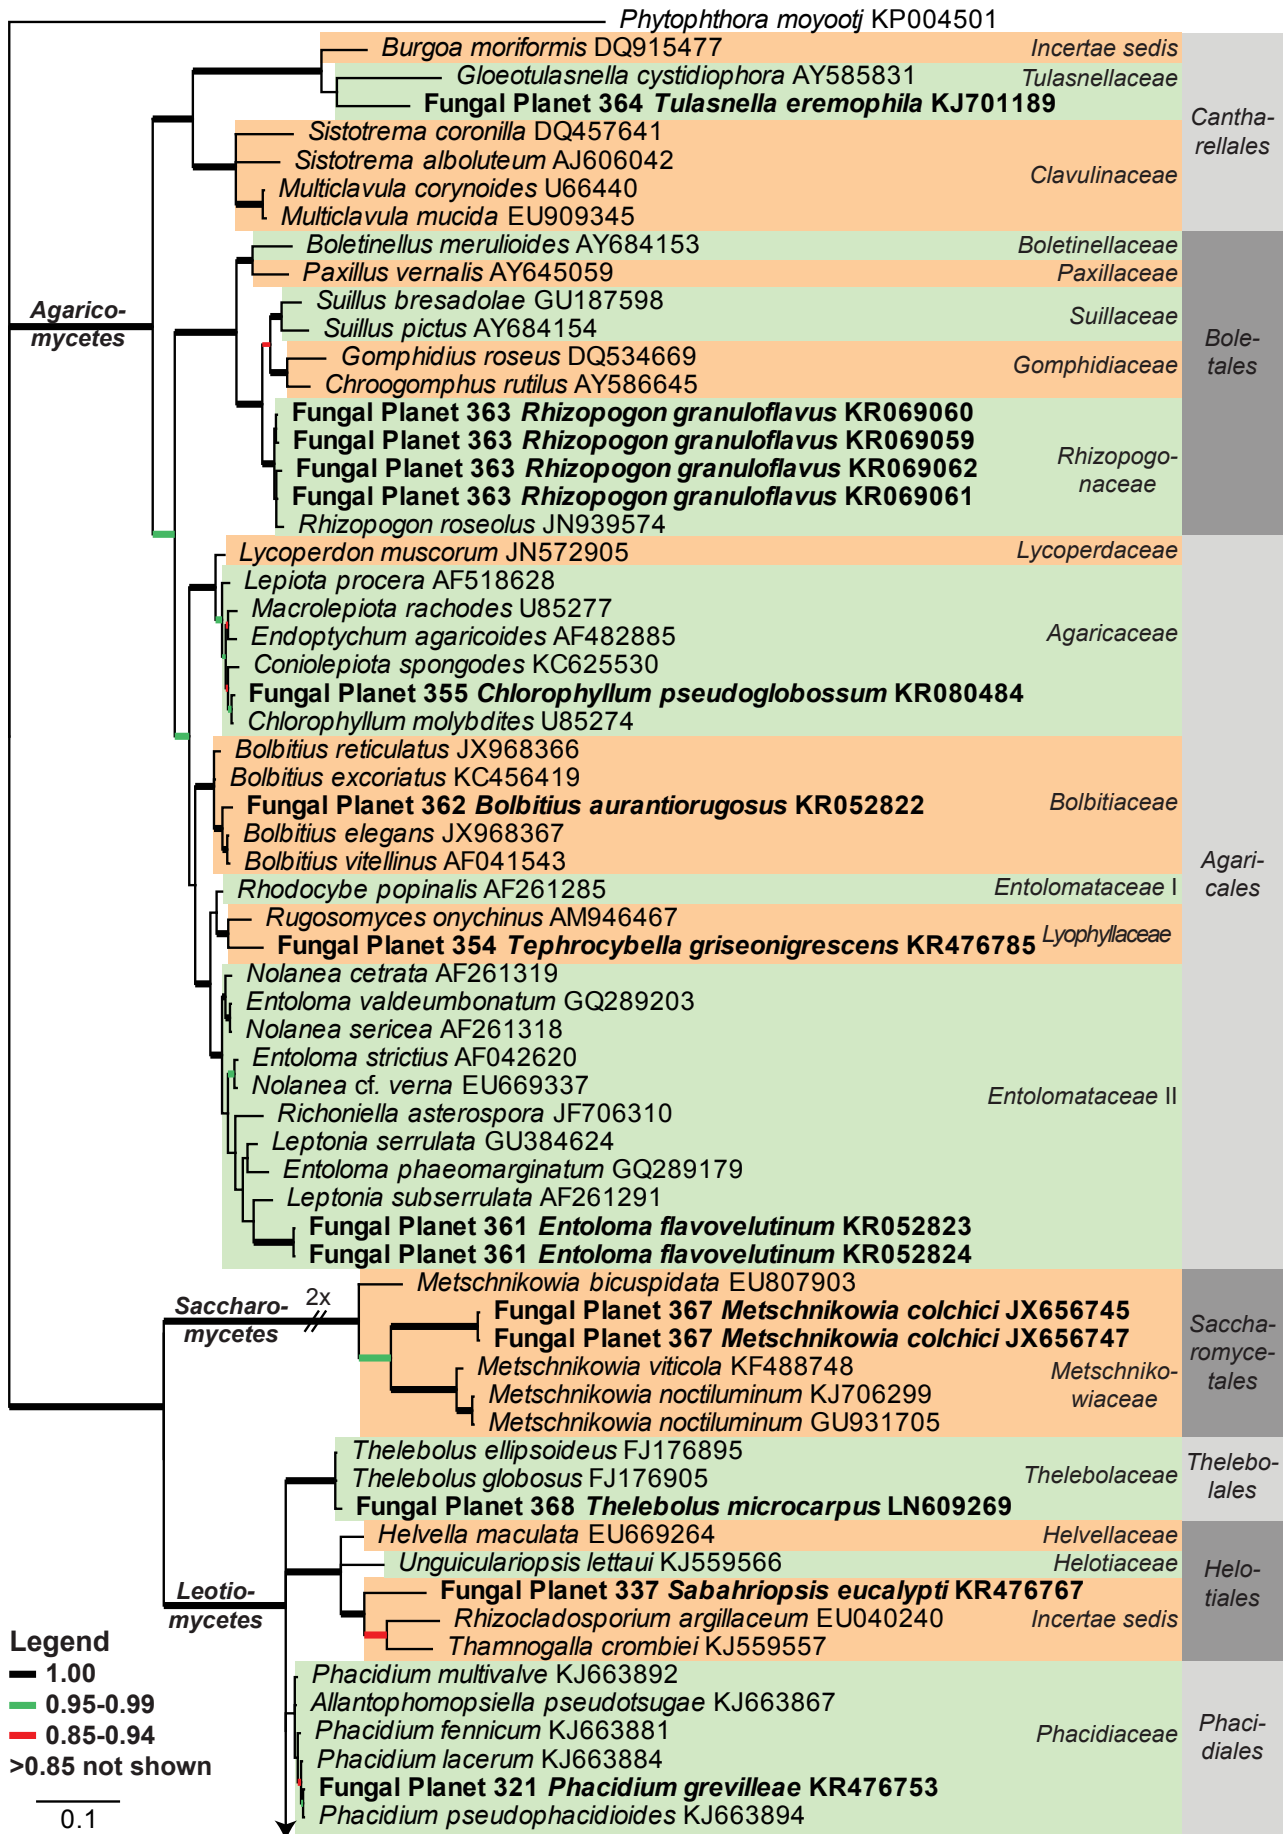 Phytophthora moyootj KP004501
Burgoa moriformis DQ915477
Incertae sedis
Gloeotulasnella cystidiophora AY585831
Tulasnellaceae
Fungal Planet 364 Tulasnella eremophila KJ701189
Cantha-
rellales
Sistotrema coronilla DQ457641
Sistotrema alboluteum AJ606042
Clavulinaceae
Multiclavula corynoides U66440
Multiclavula mucida EU909345
Boletinellus merulioides AY684153
Boletinellaceae
Paxillus vernalis AY645059
Paxillaceae
Agarico-
mycetes
Suillus bresadolae GU187598
Suillaceae
Suillus pictus AY684154
Bole-
tales
Gomphidius roseus DQ534669
Gomphidiaceae
Chroogomphus rutilus AY586645
Fungal Planet 363 Rhizopogon granuloflavus KR069060
Fungal Planet 363 Rhizopogon granuloflavus KR069059
Rhizopogo-
naceae
Fungal Planet 363 Rhizopogon granuloflavus KR069062
Fungal Planet 363 Rhizopogon granuloflavus KR069061
Rhizopogon roseolus JN939574
Lycoperdon muscorum JN572905
Lycoperdaceae
Lepiota procera AF518628
Macrolepiota rachodes U85277
Endoptychum agaricoides AF482885
Agaricaceae
Coniolepiota spongodes KC625530
Fungal Planet 355 Chlorophyllum pseudoglobossum KR080484
Chlorophyllum molybdites U85274
Bolbitius reticulatus JX968366
Bolbitius excoriatus KC456419
Fungal Planet 362 Bolbitius aurantiorugosus KR052822
Bolbitiaceae
Bolbitius elegans JX968367
Bolbitius vitellinus AF041543
Agari-
cales
Rhodocybe popinalis AF261285
Entolomataceae I
Rugosomyces onychinus AM946467
Fungal Planet 354 Tephrocybella griseonigrescens KR476785
Lyophyllaceae
Nolanea cetrata AF261319
Entoloma valdeumbonatum GQ289203
Nolanea sericea AF261318
Entoloma strictius AF042620
Nolanea cf. verna EU669337
Entolomataceae II
Richoniella asterospora JF706310
Leptonia serrulata GU384624
Entoloma phaeomarginatum GQ289179
Leptonia subserrulata AF261291
Fungal Planet 361 Entoloma flavovelutinum KR052823
Fungal Planet 361 Entoloma flavovelutinum KR052824
Metschnikowia bicuspidata EU807903
Saccharo-
mycetes
2x
Fungal Planet 367 Metschnikowia colchici JX656745
Fungal Planet 367 Metschnikowia colchici JX656747
Saccha-
romyce-
tales
Metschnikowia viticola KF488748
Metschniko-
wiaceae
Metschnikowia noctiluminum KJ706299
Metschnikowia noctiluminum GU931705
Thelebolus ellipsoideus FJ176895
Thelebolus globosus FJ176905
Thelebolaceae
Thelebo-
lales
Fungal Planet 368 Thelebolus microcarpus LN609269
Helvella maculata EU669264
Helvellaceae
Unguiculariopsis lettaui KJ559566
Helotiaceae
Leotio-
mycetes
Fungal Planet 337 Sabahriopsis eucalypti KR476767
Helo-
tiales
Rhizocladosporium argillaceum EU040240
Incertae sedis
Thamnogalla crombiei KJ559557
Phacidium multivalve KJ663892
Allantophomopsiella pseudotsugae KJ663867
Phacidium fennicum KJ663881
Phacidiaceae
Phaci-
diales
Phacidium lacerum KJ663884
Fungal Planet 321 Phacidium grevilleae KR476753
Phacidium pseudophacidioides KJ663894
Legend
1.00
0.95-0.99
0.85-0.94
>0.85 not shown
0.1